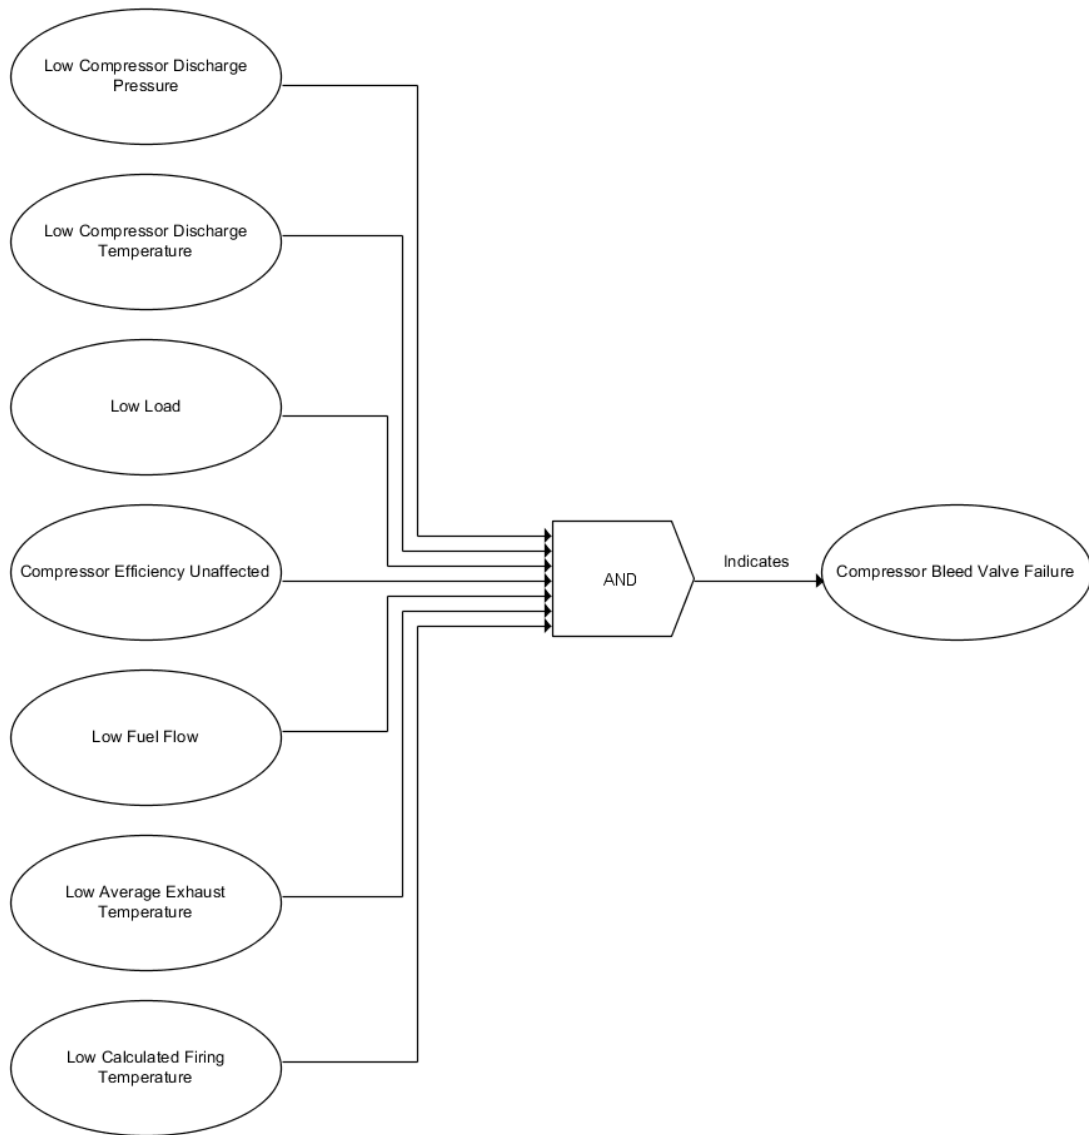 Low Compressor Discharge
Pressure
Low Compressor Discharge
Temperature
Low Load
Compressor Efficiency Unaffected
AND
Indicates
Compressor Bleed Valve Failure
Low Fuel Flow
Low Average Exhaust
Temperature
Low Calculated Firing
Temperature